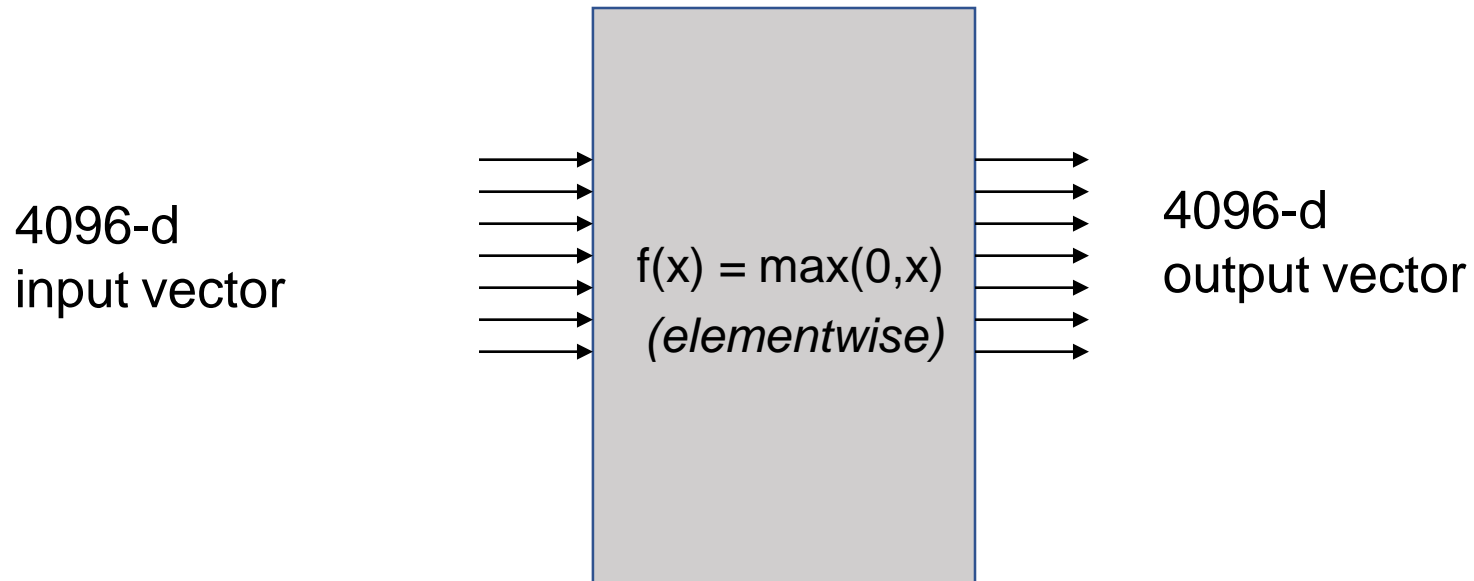 4096-d
input vector
f(x) = max(0,x)
(elementwise)
4096-d
output vector